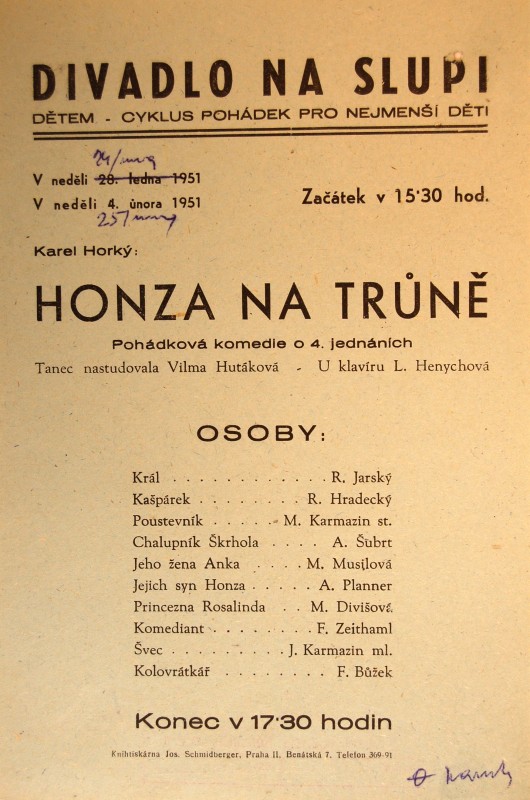 DIVADLO NA SLUPI
DĚTEM - CYKLUS POHÁDEK PRO NEJMENŠÍ DĚTI
V neděli 28. ledna 1951
V neděli 4. února 1951
Začátek v 15·30 hod.
Karel Horký:
HONZA NA TRŮNĚ
Pohádková komedie o 4. jednáních
Tanec nastudovala Vilma Hutáková - U klavíru L. Henychová
OSOBY:
Král . . . . . . . . . . . . R. Jarský
Kašpárek . . . . . . . . R. Hradecký
Poustevník . . . . . M. Karmazin st.
Chalupník Škrhola . . . . A. Šubrt
Jeho žena Anka . . . . M. Musilová
Jejich syn Honza . . . . . A. Planner
Princezna Rosalinda . . M. Divišová
Komediant . . . . . . . . F. Zeithaml
Švec . . . . . . . . J. Karmazin ml.
Kolovrátkář . . . . . . . . F. Bůžek
Konec v 17·30 hodin
Knihtiskárna Jos. Schmidberger, Praha II, Benátská 7, Telefon 369-91